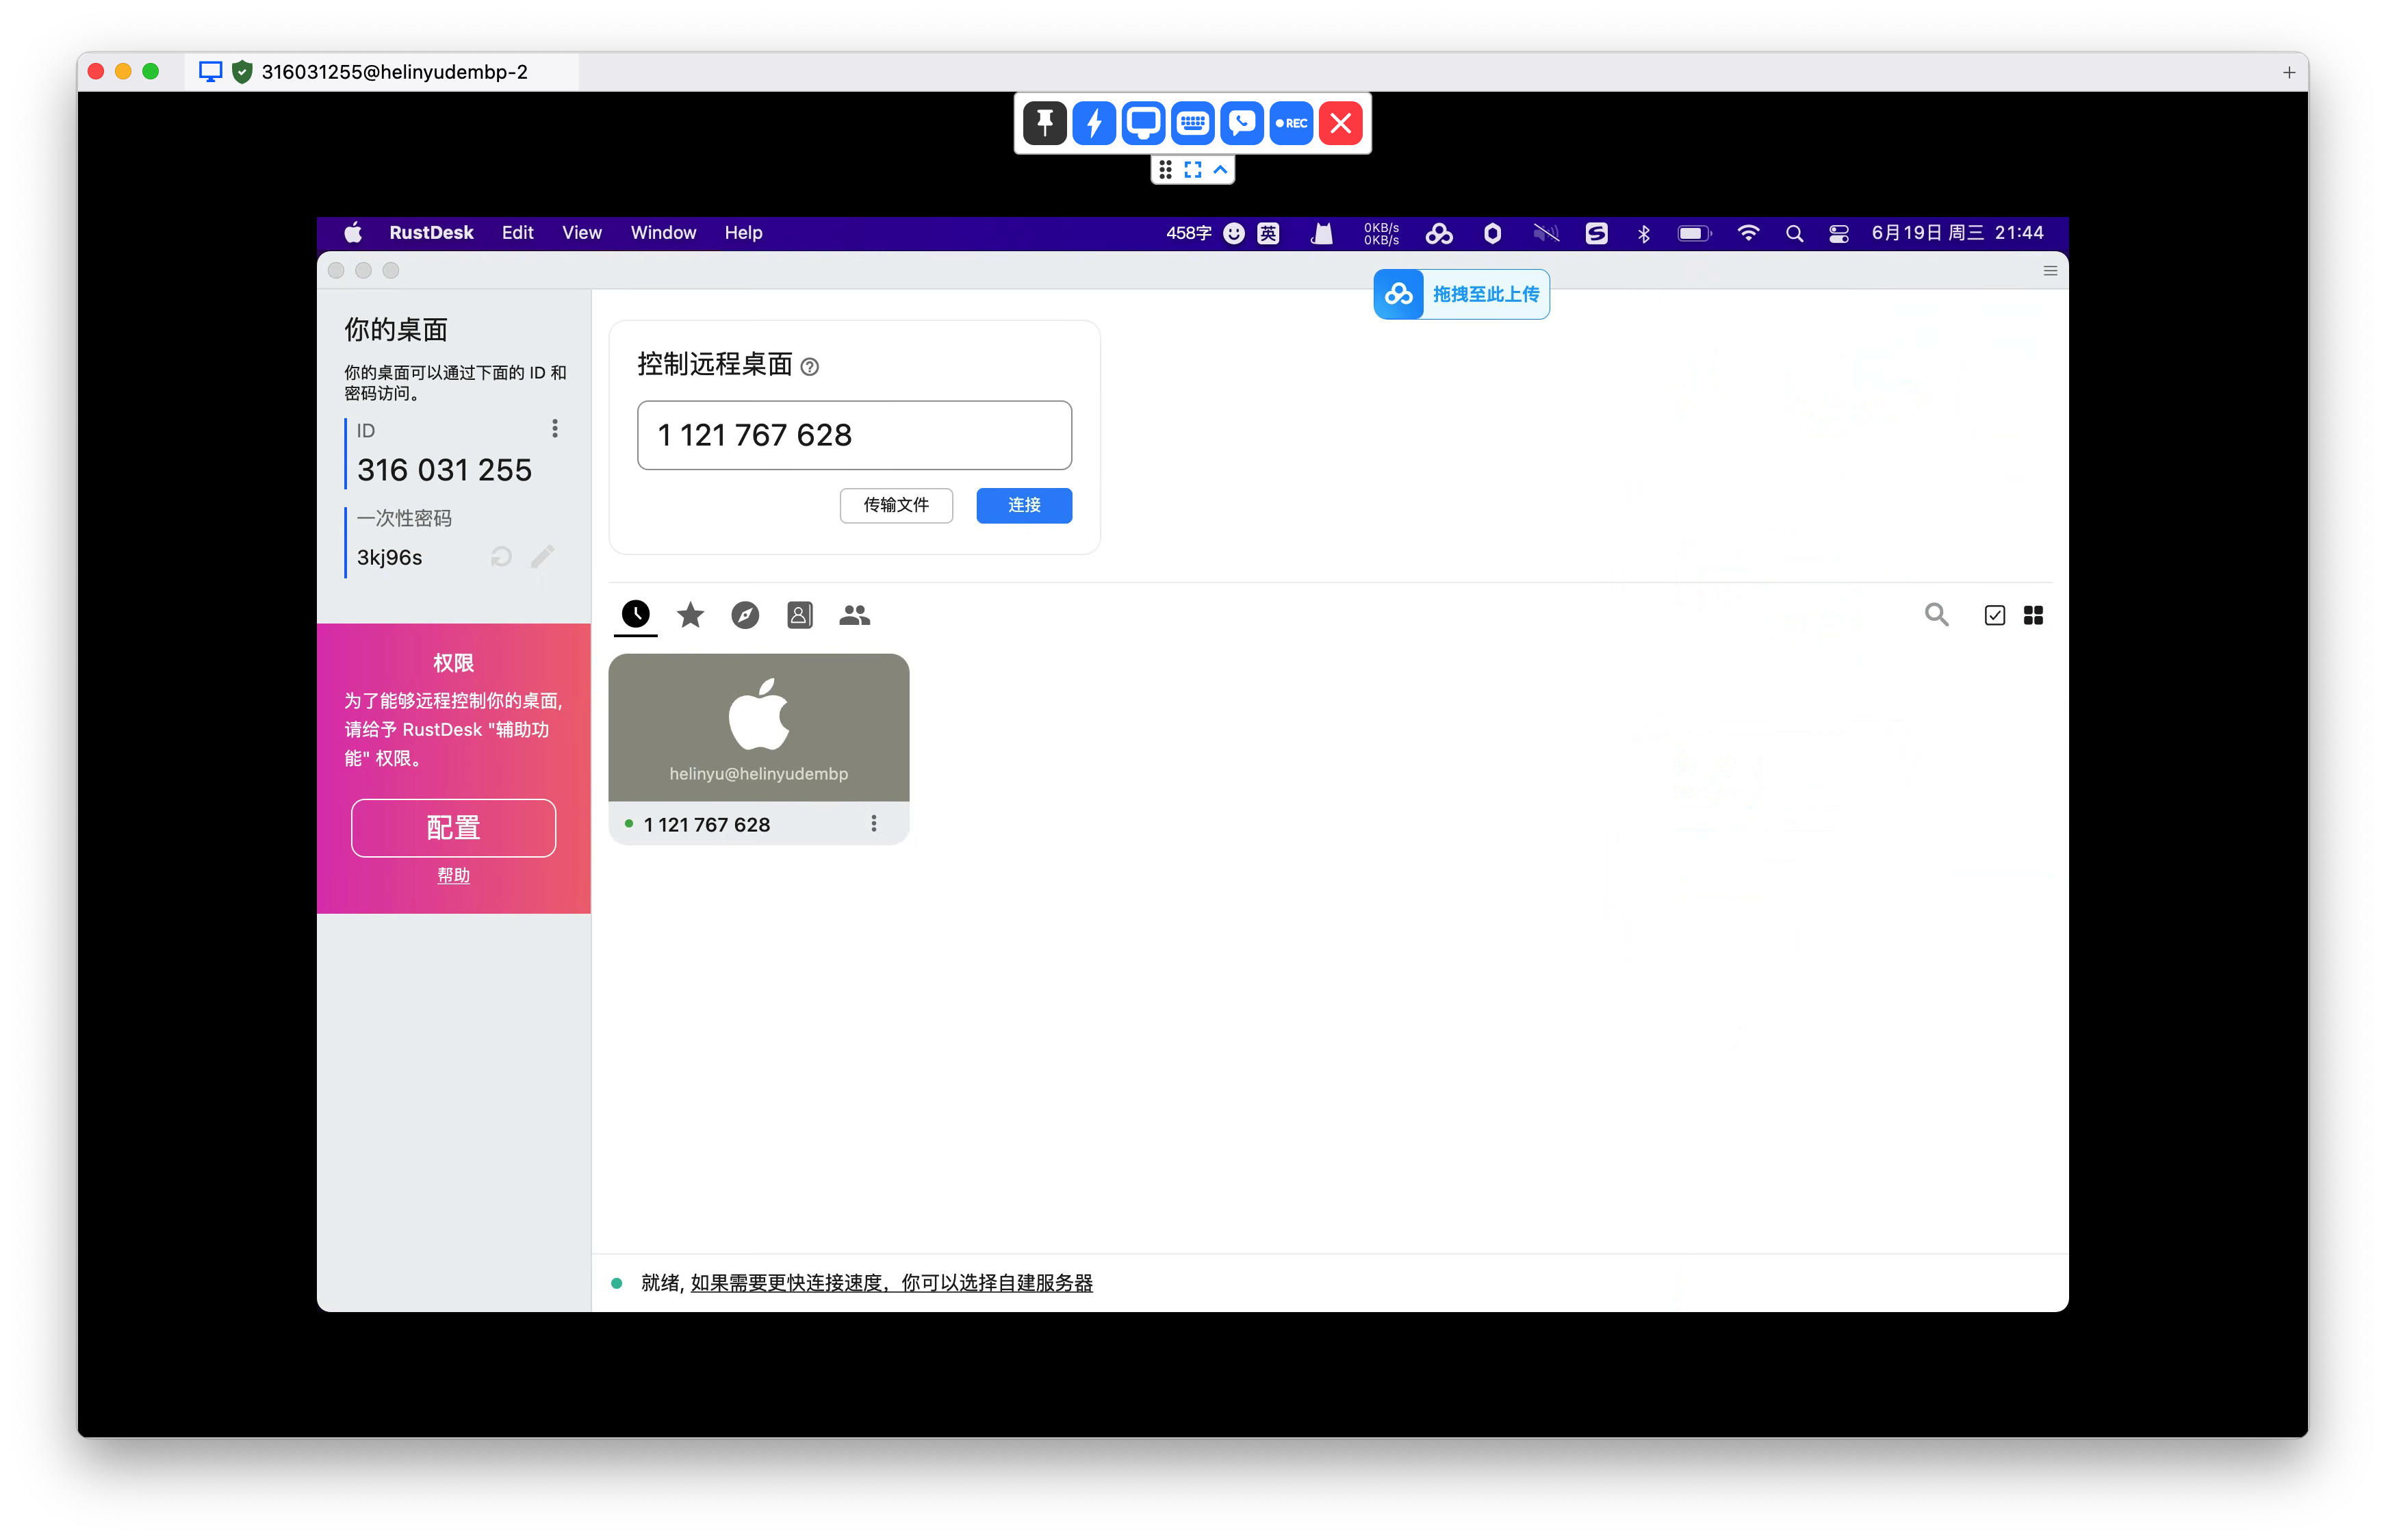 316031255@helinyudembp-2
REC
RustDesk Edit View Window Help
458字 英 0KB/s 0KB/s 6月19日 周三 21:44
拖拽至此上传
你的桌面
你的桌面可以通过下面的 ID 和
密码访问。
ID
316 031 255
一次性密码
3kj96s
权限
为了能够远程控制你的桌面,
请给予 RustDesk "辅助功
能" 权限。
配置
帮助
控制远程桌面
1 121 767 628
传输文件 连接
helinyu@helinyudembp
1 121 767 628
就绪, 如果需要更快连接速度，你可以选择自建服务器